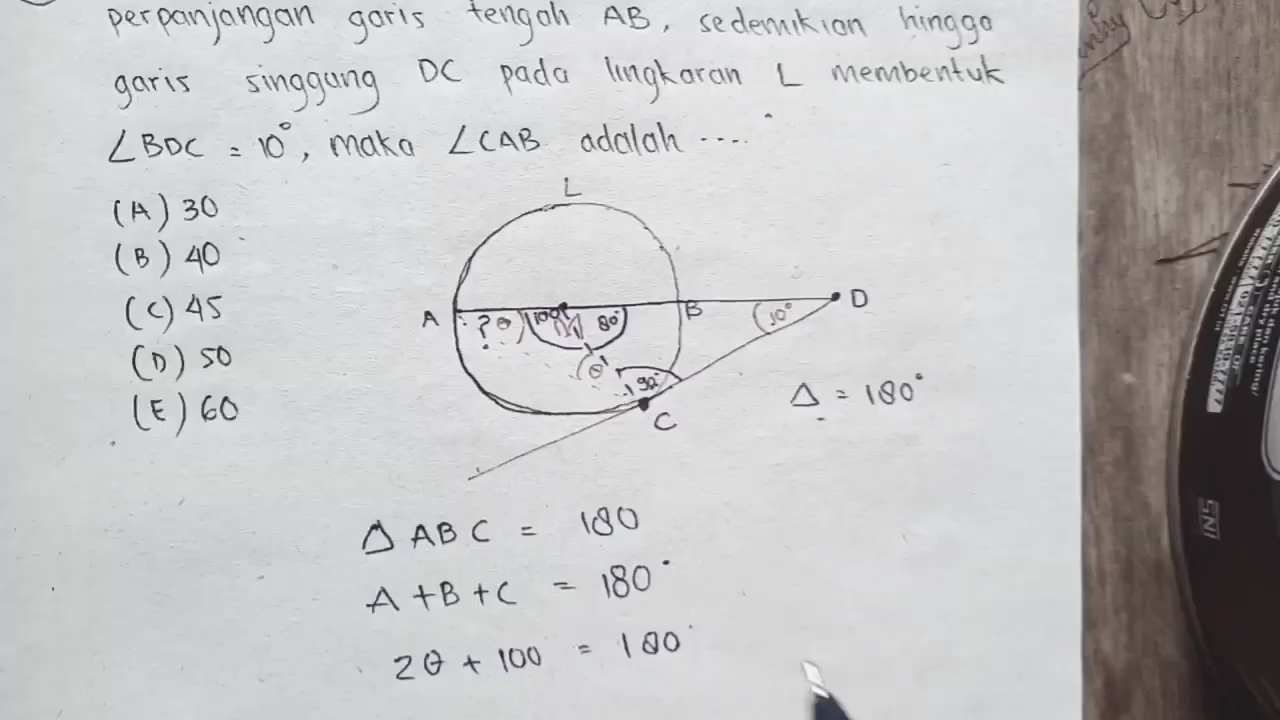 perpanjangan garis tengah AB, sedemikian hingga
garis singgung DC pada lingkaran L membentuk
∠BDC = 10°, maka ∠CAB adalah ....
(A) 30
(B) 40
(C) 45
(D) 50
(E) 60
L
A
? θ
100
80°
B
10°
D
θ
90°
C
Δ = 180°
Δ ABC = 180
A + B + C = 180°
2θ + 100 = 180
SNI